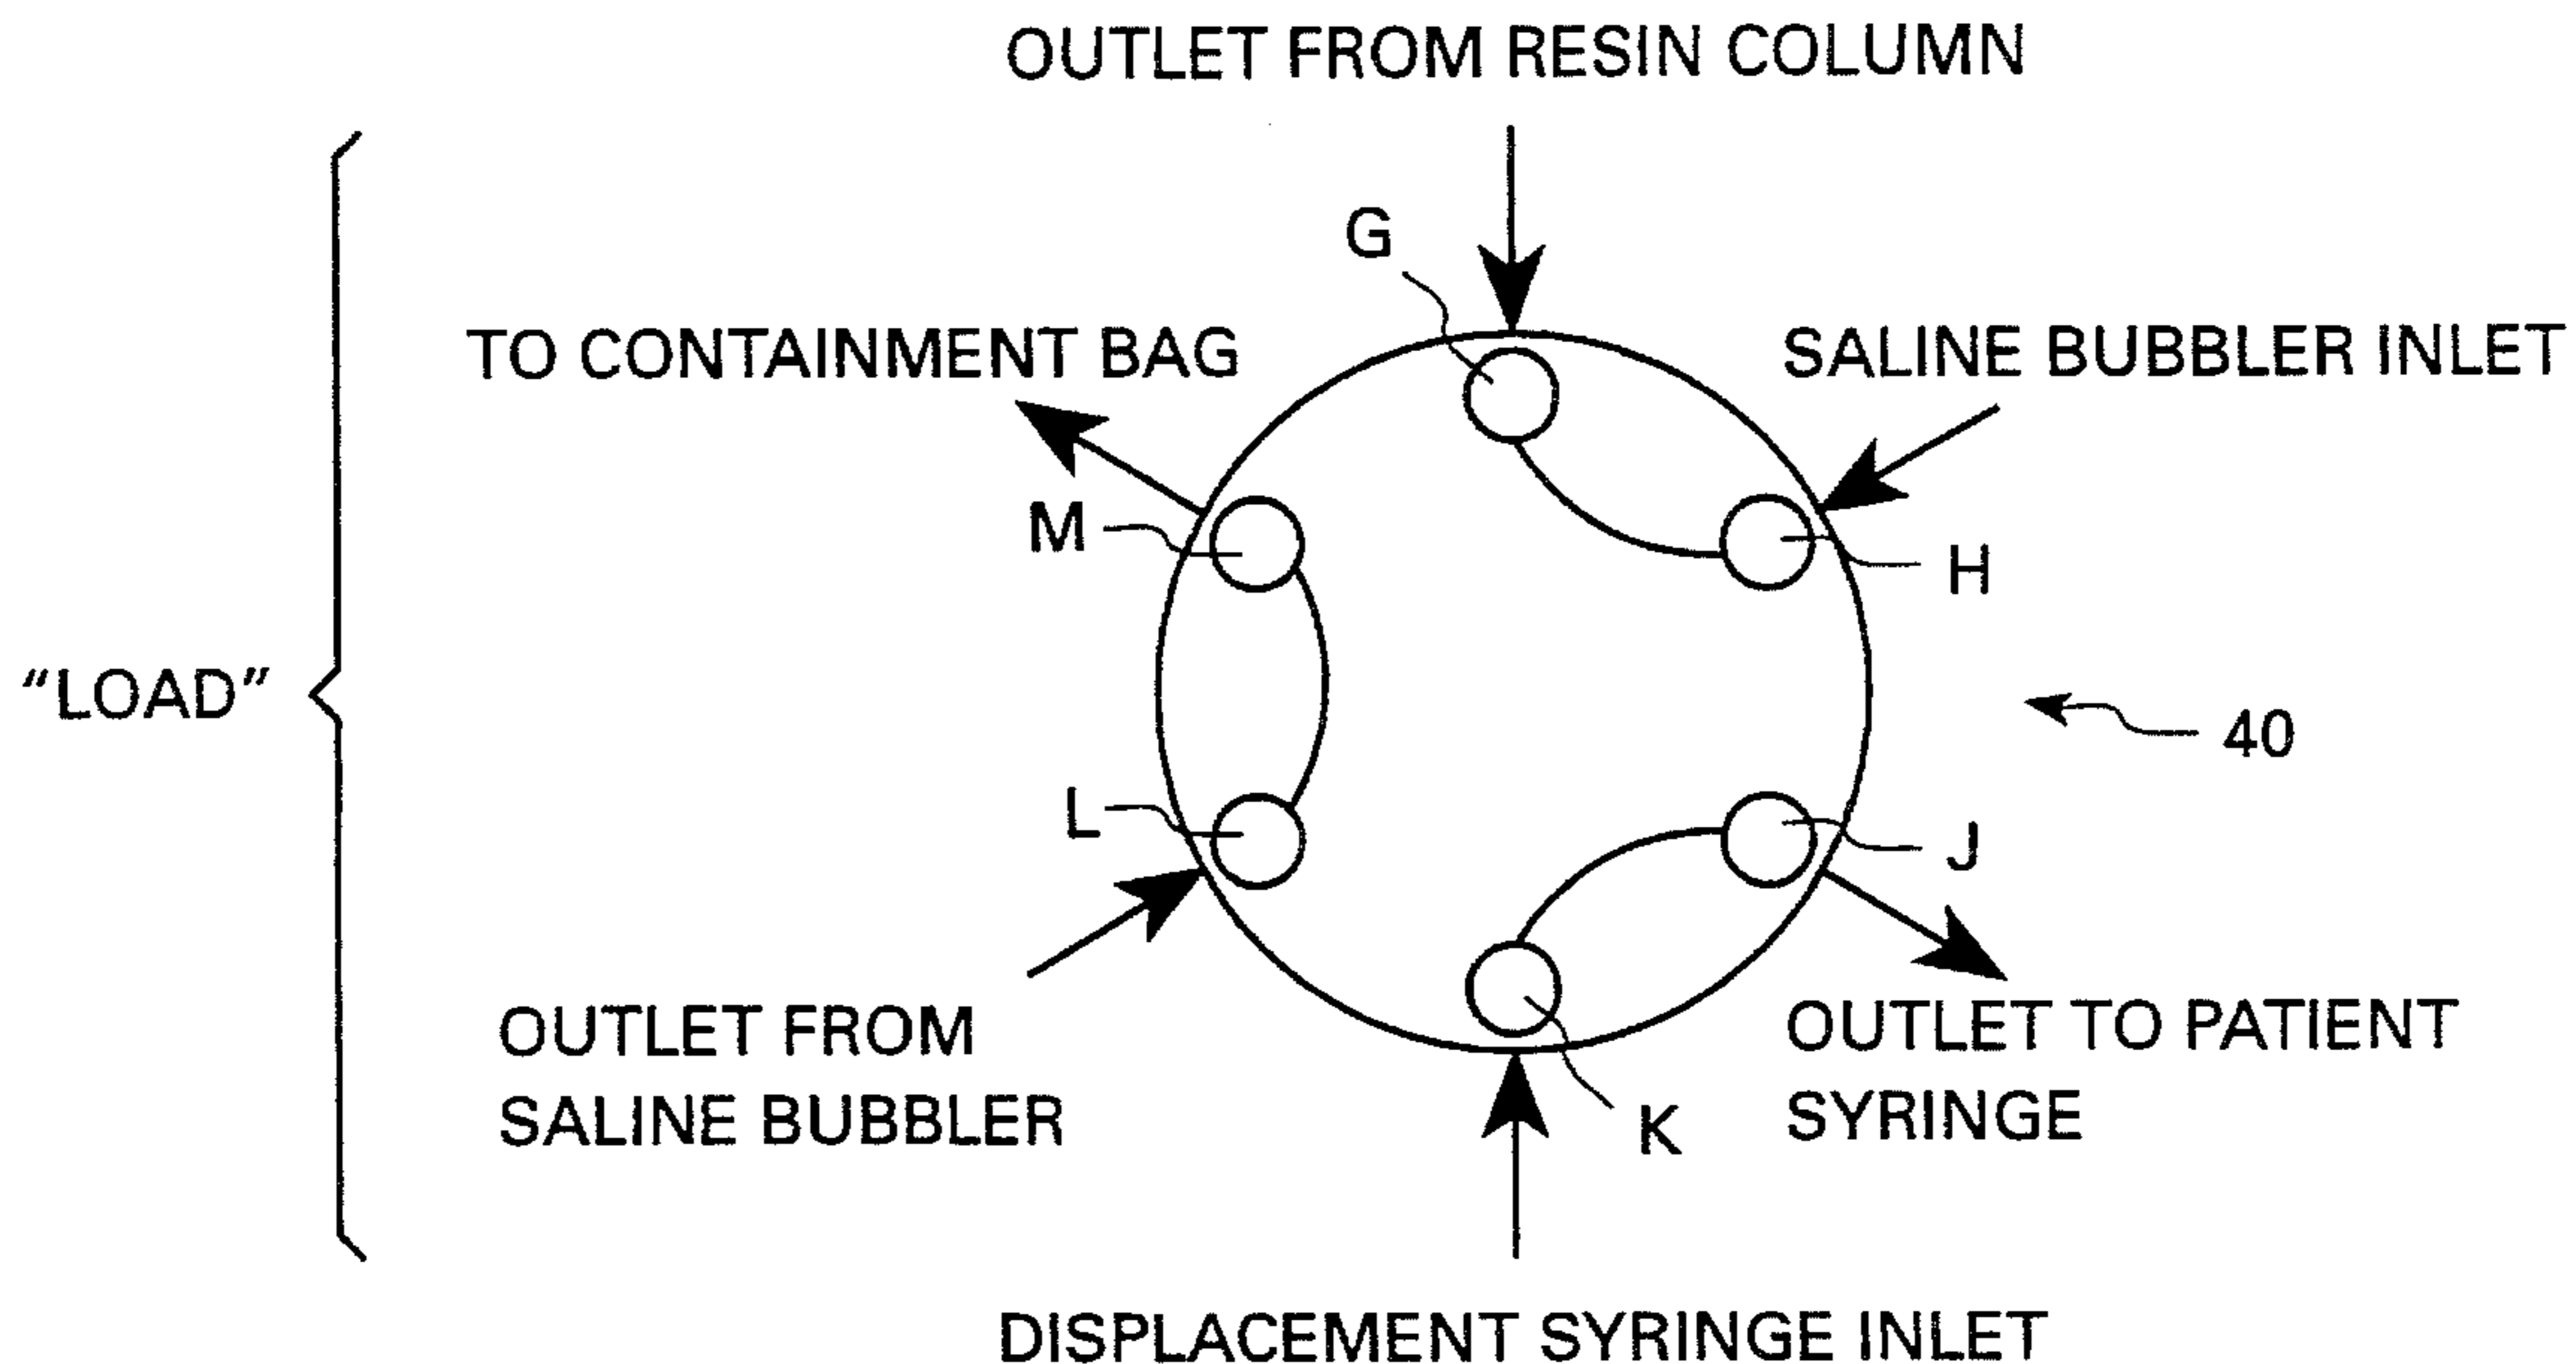 OUTLET FROM RESIN COLUMN
G
TO CONTAINMENT BAG
SALINE BUBBLER INLET
M
H
"LOAD"
40
L
J
OUTLET FROM
SALINE BUBBLER
OUTLET TO PATIENT
SYRINGE
K
DISPLACEMENT SYRINGE INLET